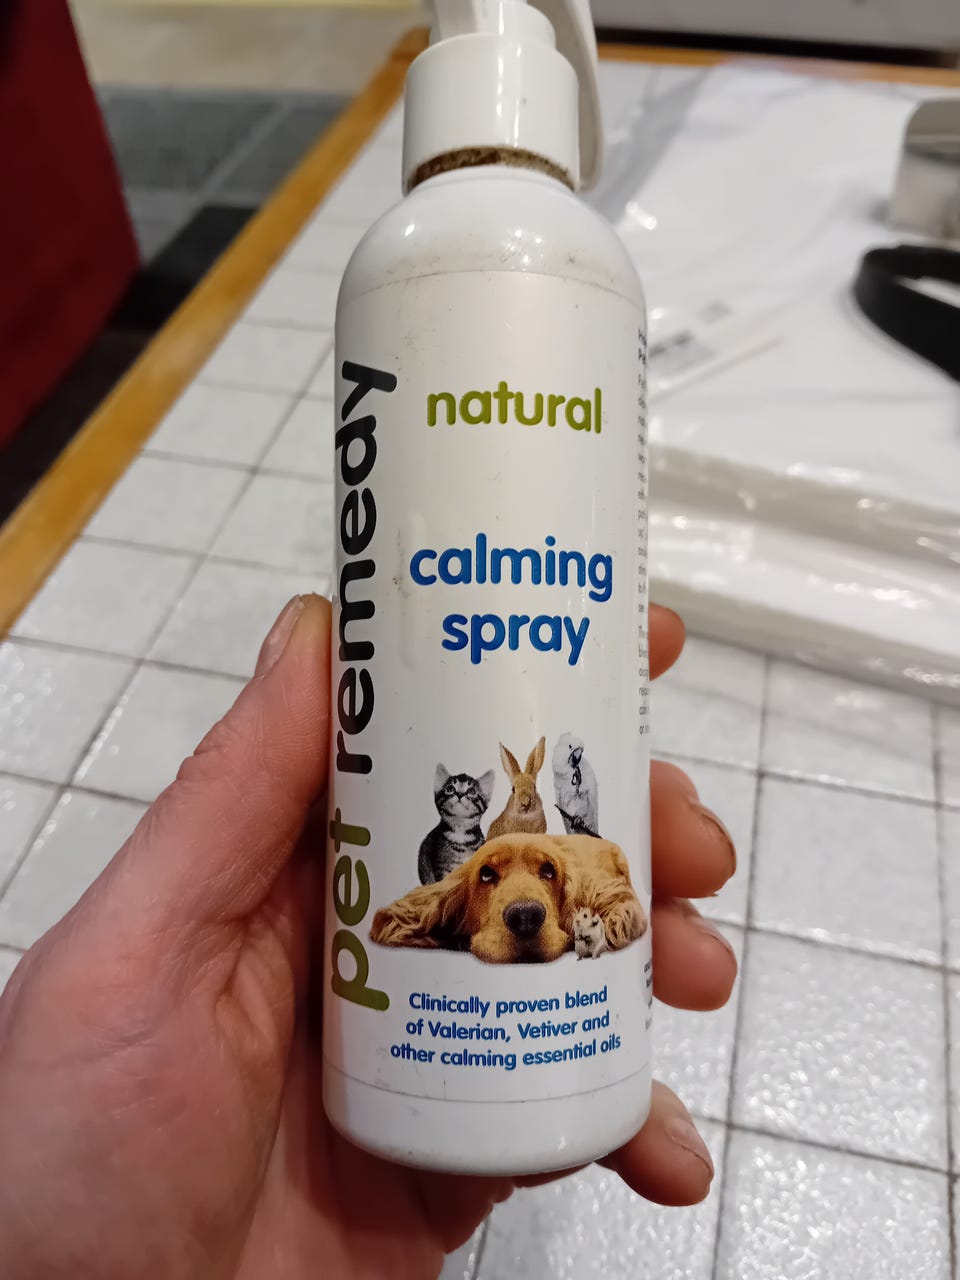 pet remedy
natural
calming
spray
Clinically proven blend
of Valerian, Vetiver and
other calming essential oils